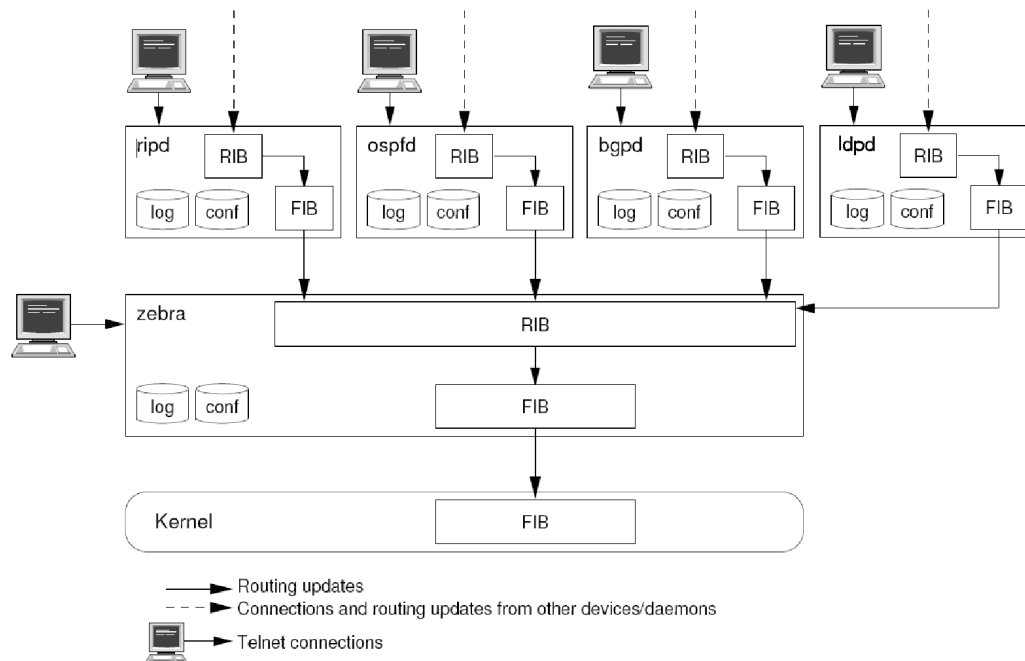 ripd
RIB
log
conf
FIB
ospfd
RIB
log
conf
FIB
bgpd
RIB
log
conf
FIB
ldpd
RIB
log
conf
FIB
zebra
RIB
log
conf
FIB
Kernel
FIB
Routing updates
Connections and routing updates from other devices/daemons
Telnet connections